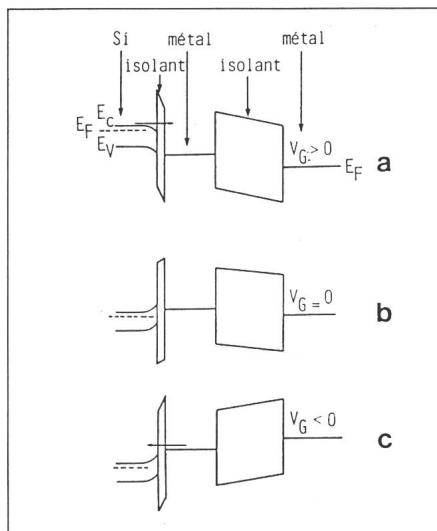 Si métal métal
isolant isolant
E_C
E_F
E_V
V_G > 0
E_F
a
V_G = 0
b
V_G < 0
c